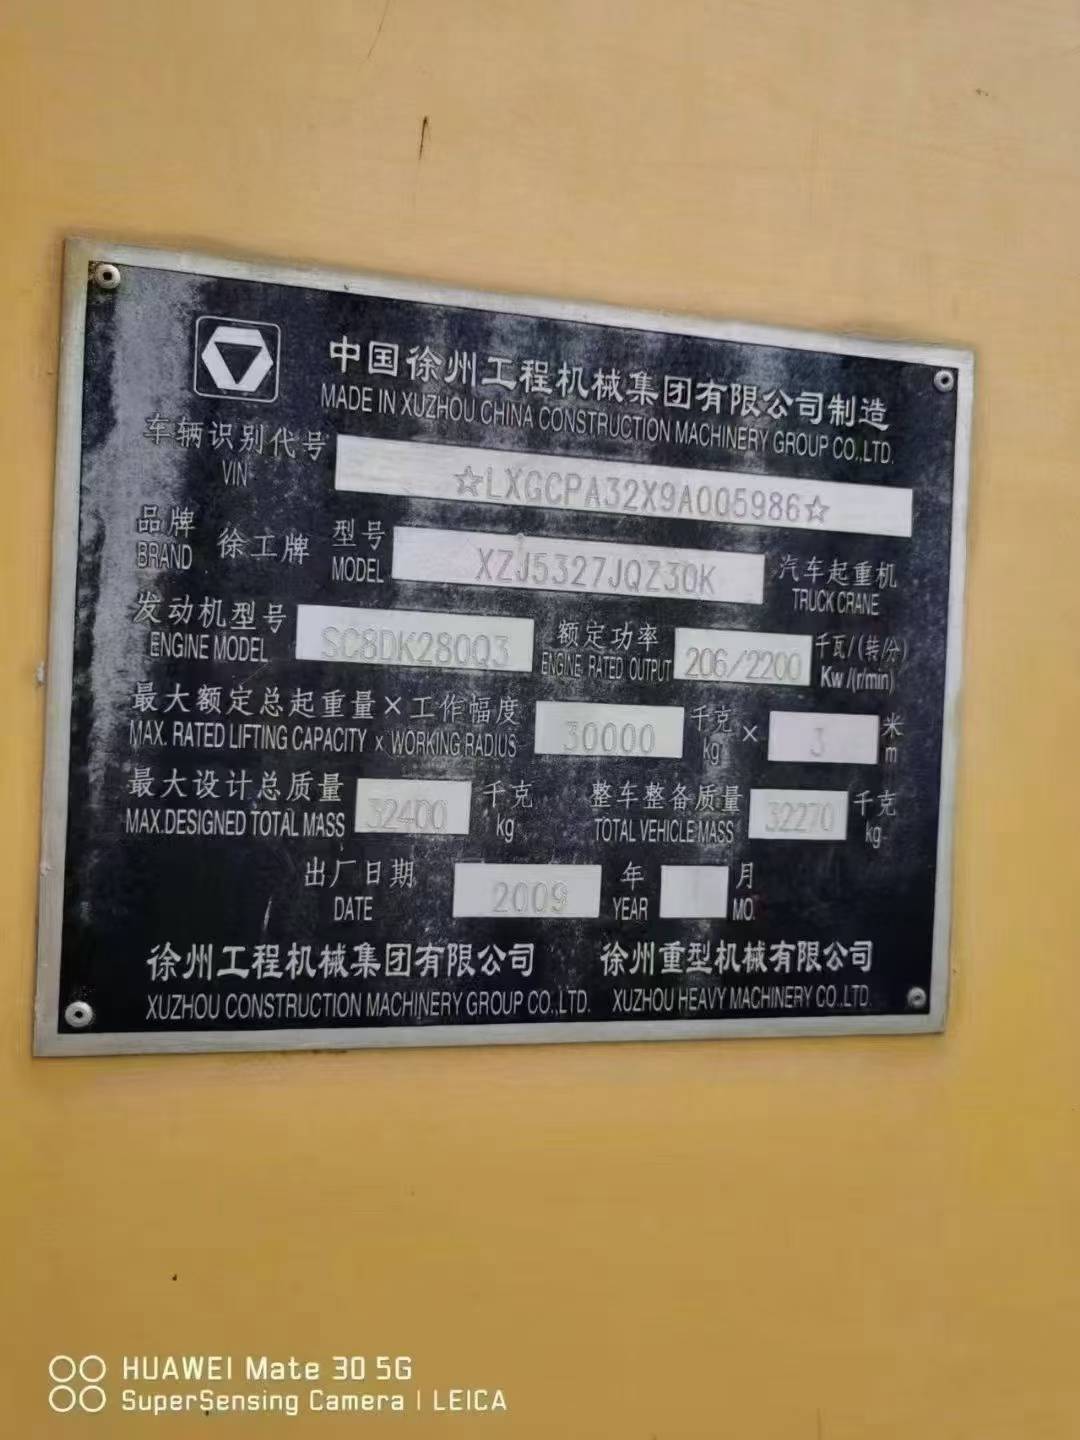 中国徐州工程机械集团有限公司制造
MADE IN XUZHOU CHINA CONSTRUCTION MACHINERY GROUP CO.,LTD.
车辆识别代号 ☆LXGCPA32X9A005986☆
VIN
品牌 徐工牌 型号 XZJ5327JQZ30K 汽车起重机
BRAND MODEL TRUCK CRANE
发动机型号 SC8DK280Q3 额定功率 206/2200 千瓦/(转/分)
ENGINE MODEL ENGINE RATED OUTPUT Kw/(r/min)
最大额定总起重量×工作幅度 30000 千克 × 3 米
MAX. RATED LIFTING CAPACITY × WORKING RADIUS kg m
最大设计总质量 32400 千克 整车整备质量 32270 千克
MAX.DESIGNED TOTAL MASS kg TOTAL VEHICLE MASS kg
出厂日期 2009 年 月
DATE YEAR MO.
徐州工程机械集团有限公司 徐州重型机械有限公司
XUZHOU CONSTRUCTION MACHINERY GROUP CO.,LTD. XUZHOU HEAVY MACHINERY CO.,LTD.
HUAWEI Mate 30 5G
SuperSensing Camera | LEICA